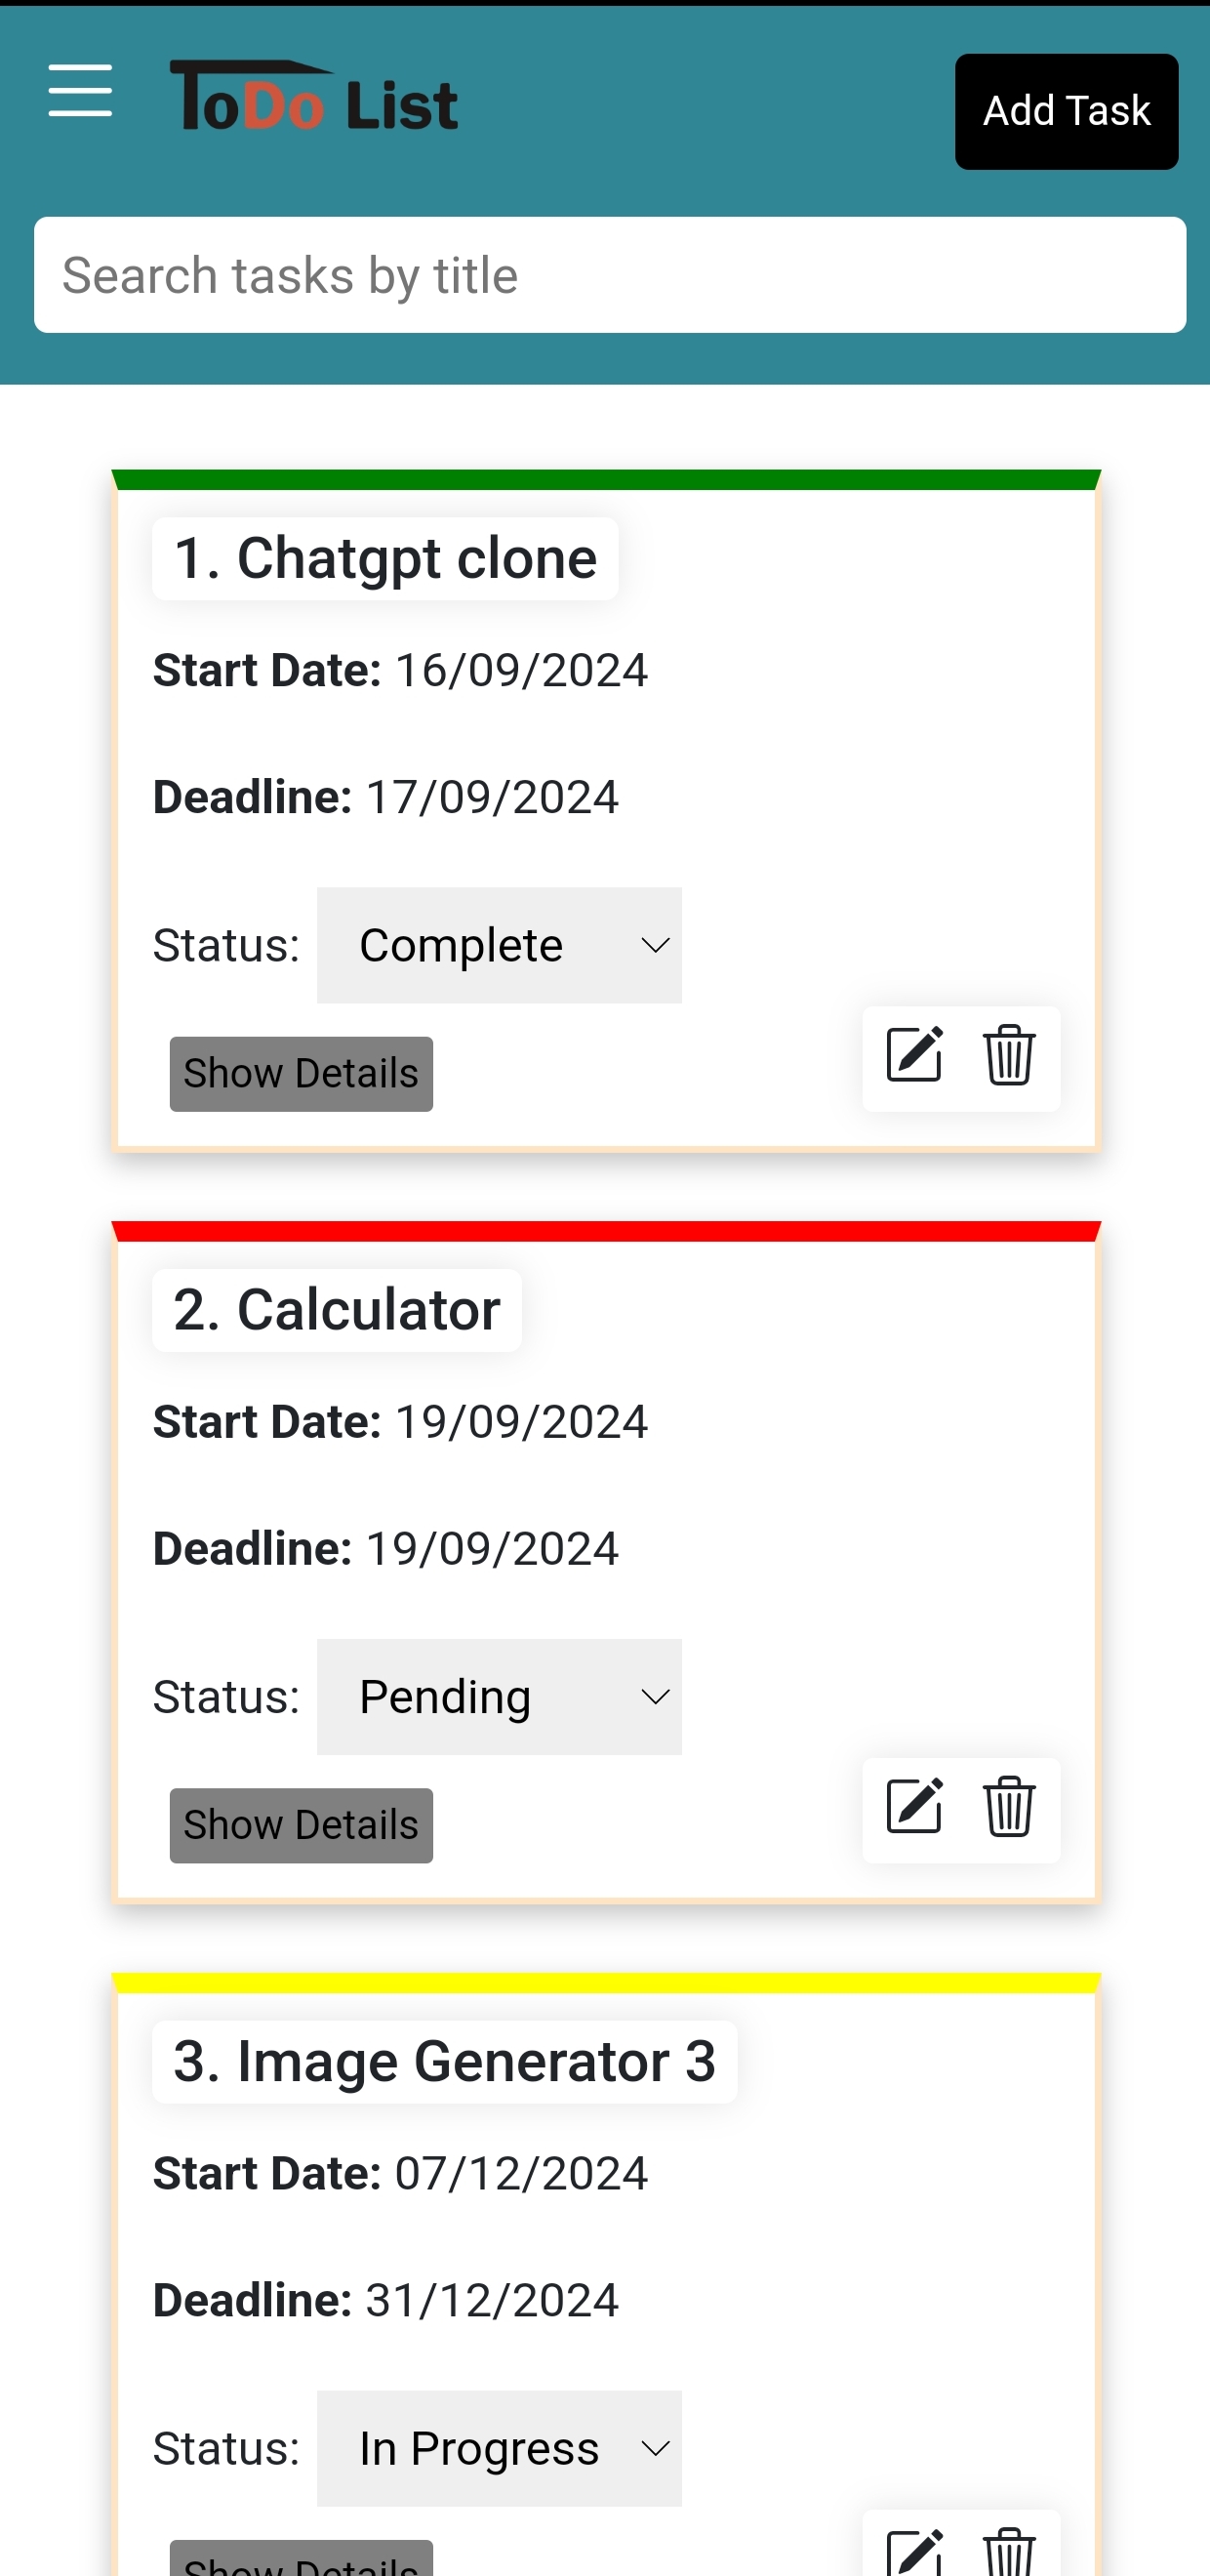 ToDo List
Add Task
Search tasks by title
1. Chatgpt clone
Start Date: 16/09/2024
Deadline: 17/09/2024
Status: Complete
Show Details
2. Calculator
Start Date: 19/09/2024
Deadline: 19/09/2024
Status: Pending
Show Details
3. Image Generator 3
Start Date: 07/12/2024
Deadline: 31/12/2024
Status: In Progress
Show Details